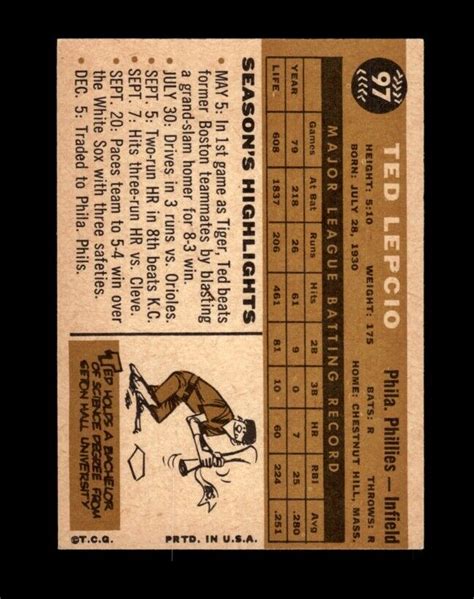 97
TED LEPCIO
Phila. Phillies — Infield
HEIGHT: 5:10 WEIGHT: 175 BATS: R THROWS: R
BORN: JULY 28, 1930 HOME: CHESTNUT HILL, MASS.
MAJOR LEAGUE BATTING RECORD
Games At Bat Runs Hits 2B 3B HR RBI Avg
YEAR 79 218 25 61 9 0 7 25 .280
LIFE 608 1837 206 461 81 10 60 224 .251
SEASON'S HIGHLIGHTS
• MAY 5: In 1st game as Tiger, Ted beats
former Boston teammates by blasting
a grand-slam homer for 8-3 win.
• JULY 30: Drives in 3 runs vs. Orioles.
• SEPT. 5: Two-run HR in 8th beats K.C.
• SEPT. 7: Hits three-run HR vs. Cleve.
• SEPT. 20: Paces team to 5-4 win over
the White Sox with three safeties.
• DEC. 5: Traded to Phila. Phils.
TED HOLDS A BACHELOR
OF SCIENCE DEGREE FROM
SETON HALL UNIVERSITY
©T.C.G. PRTD. IN U.S.A.